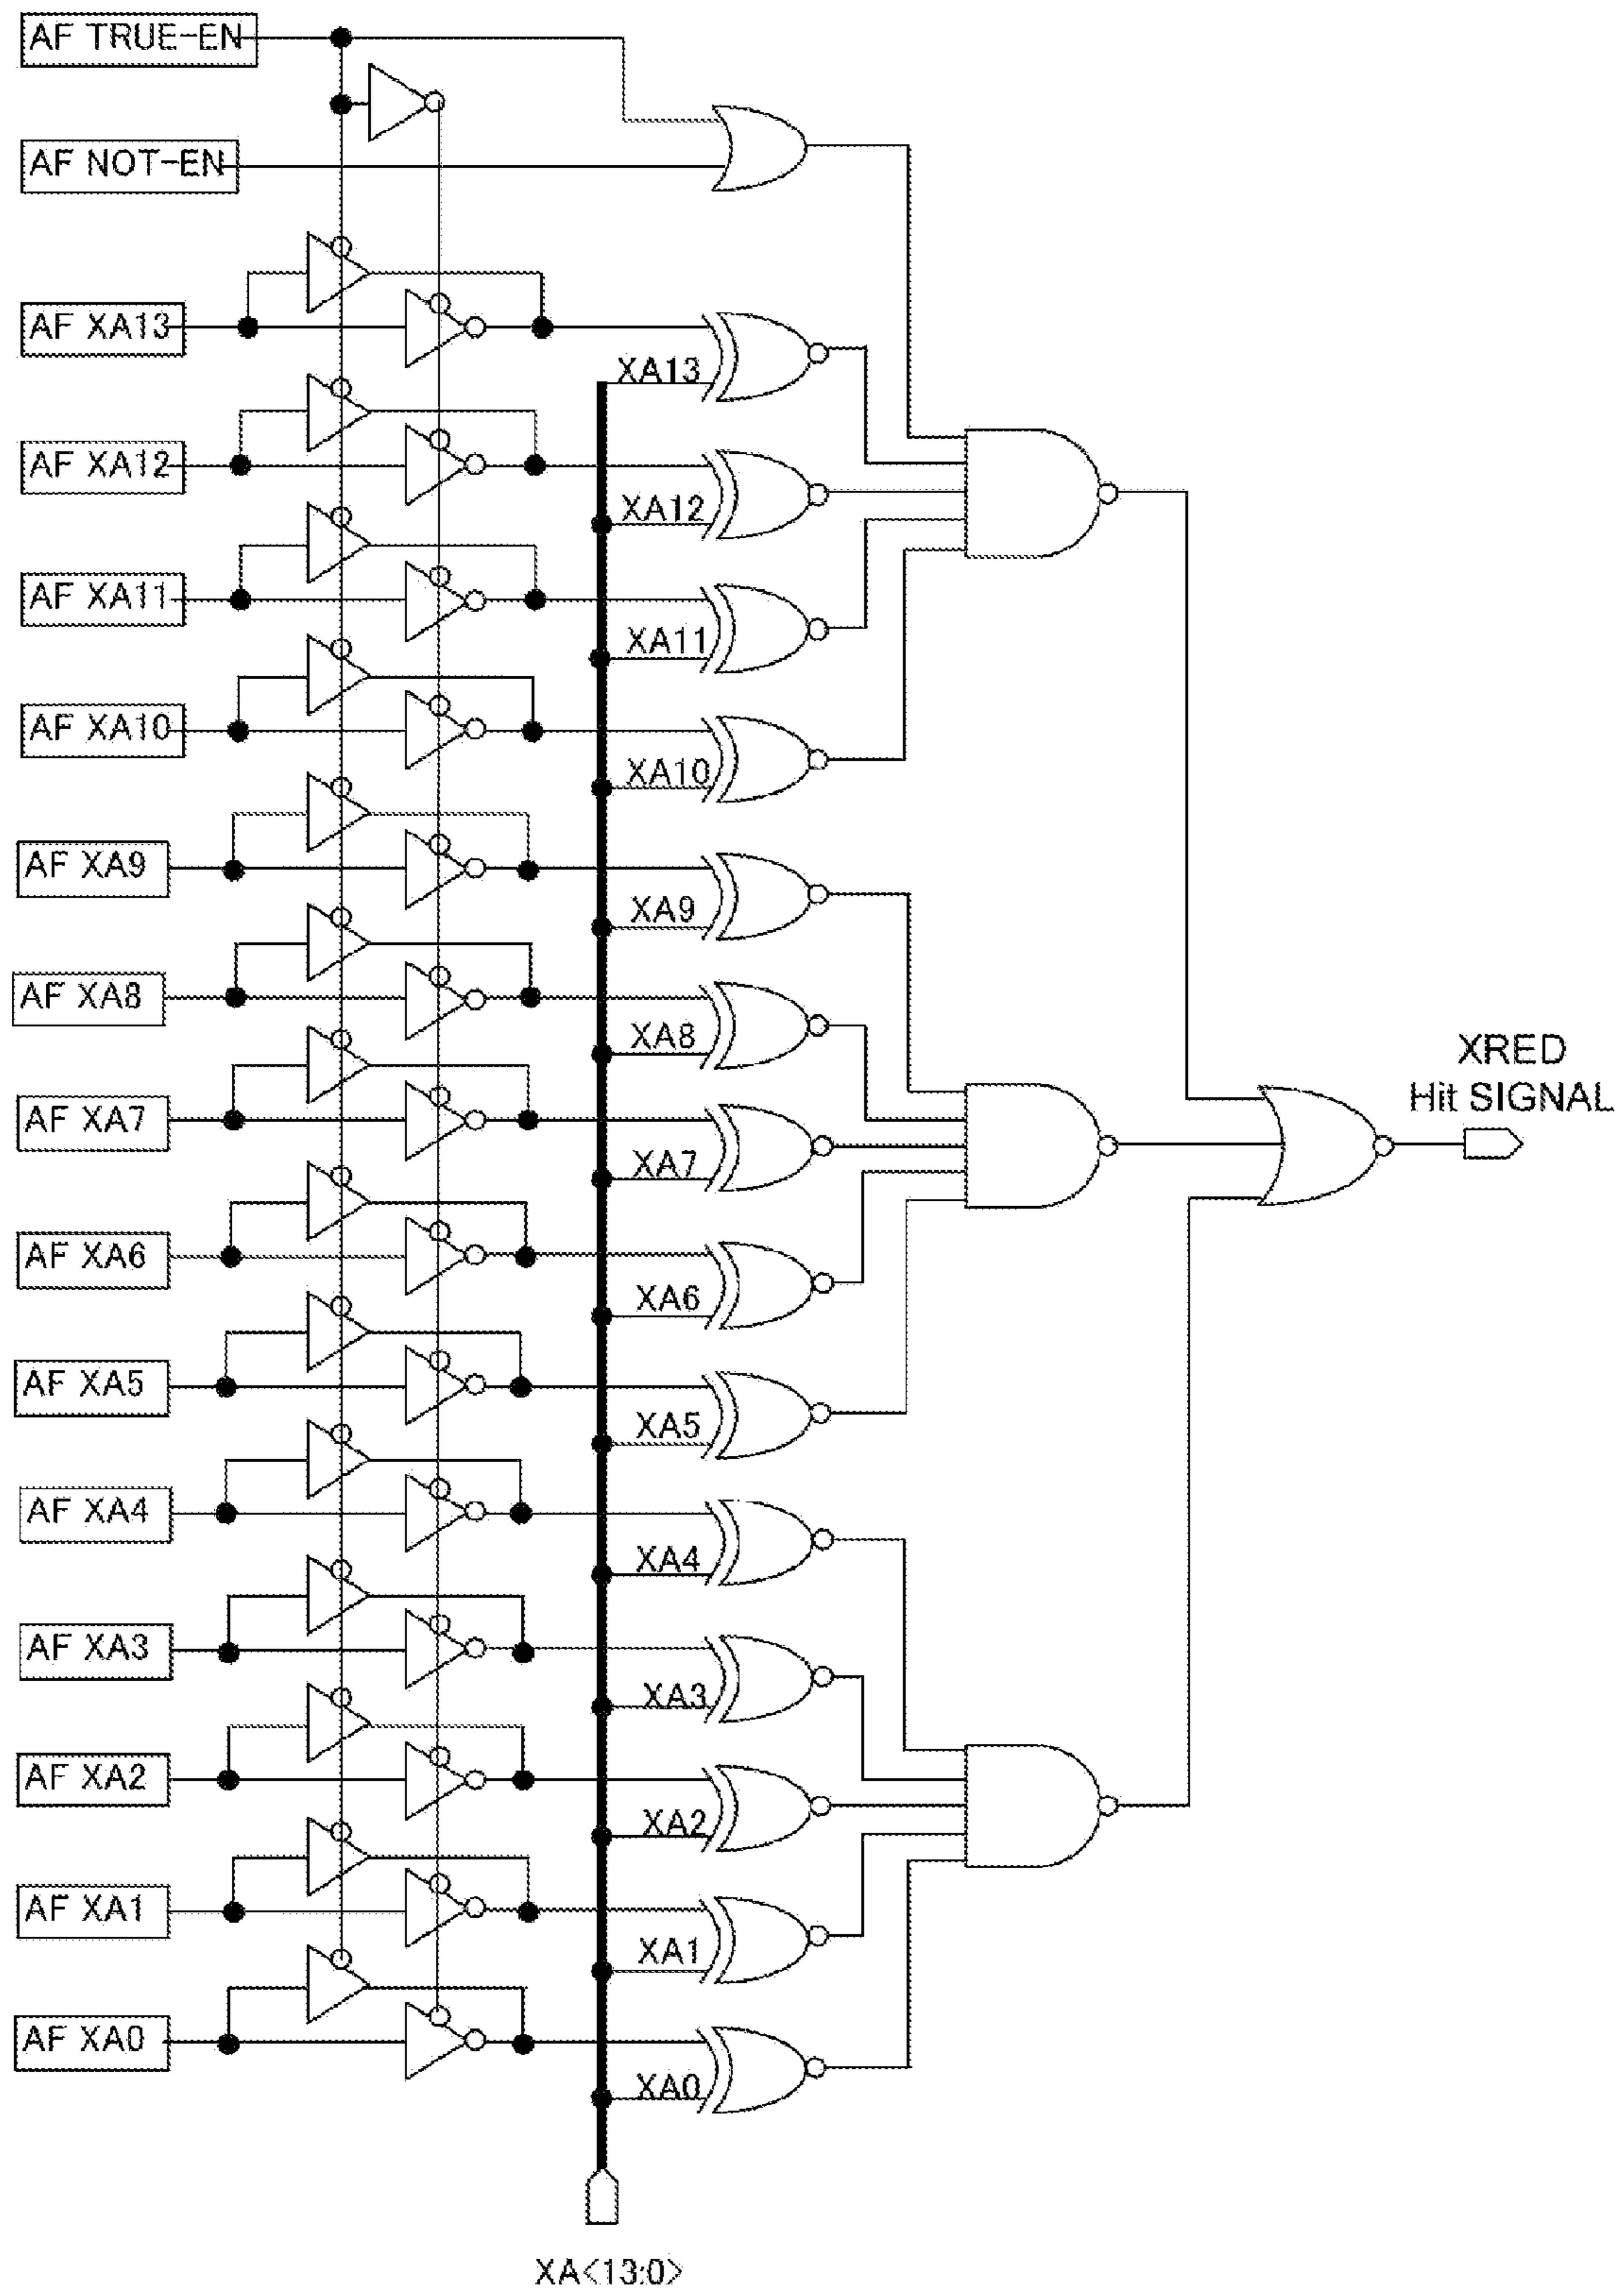 AF TRUE-EN
AF NOT-EN
AF XA13
XA13
AF XA12
XA12
AF XA11
XA11
AF XA10
XA10
AF XA9
XA9
AF XA8
XA8
XRED
Hit SIGNAL
AF XA7
XA7
AF XA6
XA6
AF XA5
XA5
AF XA4
XA4
AF XA3
XA3
AF XA2
XA2
AF XA1
XA1
AF XA0
XA0
XA<13:0>